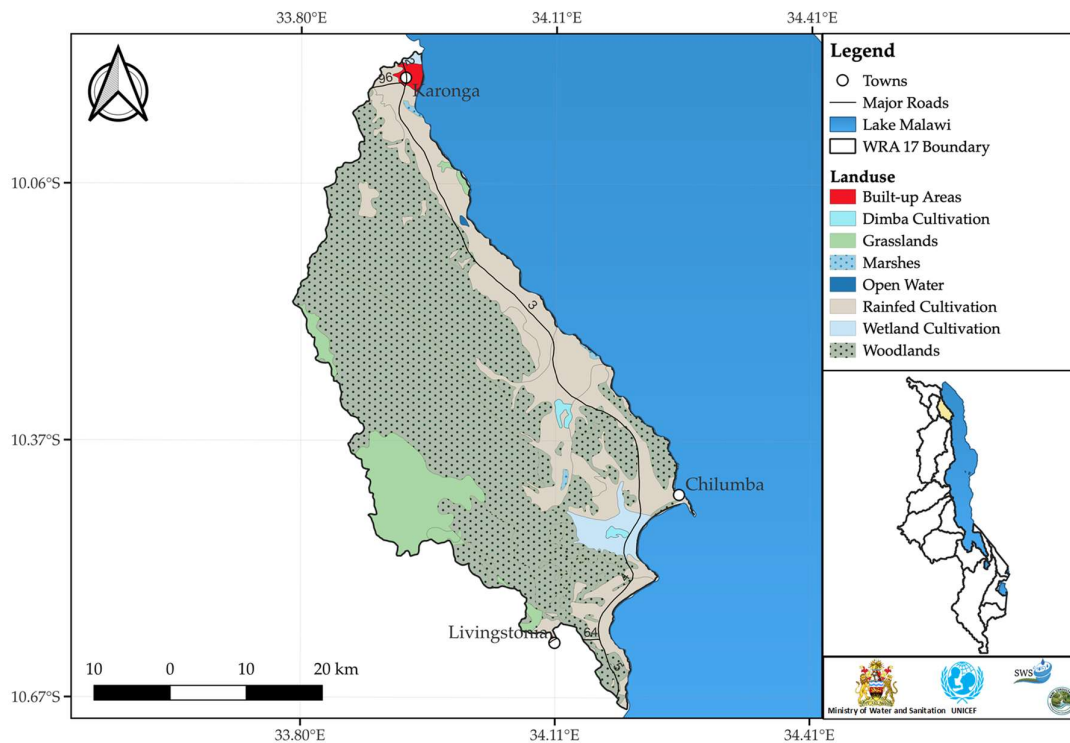 33.80°E
34.11°E
34.41°E
96
Karonga
10.06°S
3
10.37°S
Chilumba
4
Livingstonia
64
10
0
10
20 km
10.67°S
33.80°E
34.11°E
34.41°E
Legend
Towns
Major Roads
Lake Malawi
WRA 17 Boundary
Landuse
Built-up Areas
Dimba Cultivation
Grasslands
Marshes
Open Water
Rainfed Cultivation
Wetland Cultivation
Woodlands
Ministry of Water and Sanitation
UNICEF
SWS